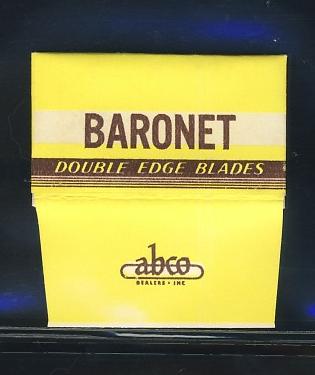 BARONET
DOUBLE EDGE BLADES
abco
DEALERS • INC